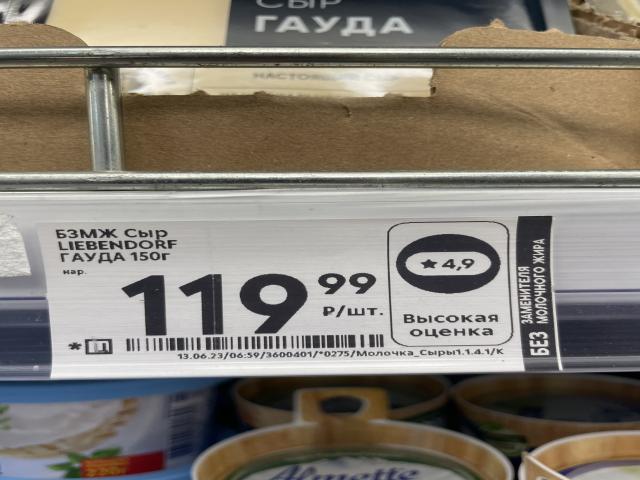 СЫР
ГАУДА
БЗМЖ Сыр
LIEBENDORF
ГАУДА 150г
нар.
119 99
₽/шт.
★ 4,9
Высокая
оценка
БЕЗ
ЗАМЕНИТЕЛЯ
МОЛОЧНОГО ЖИРА
13.06.23/06:59/3600401/*0275/Молочка_Сыры1.1.4.1/К
Almette